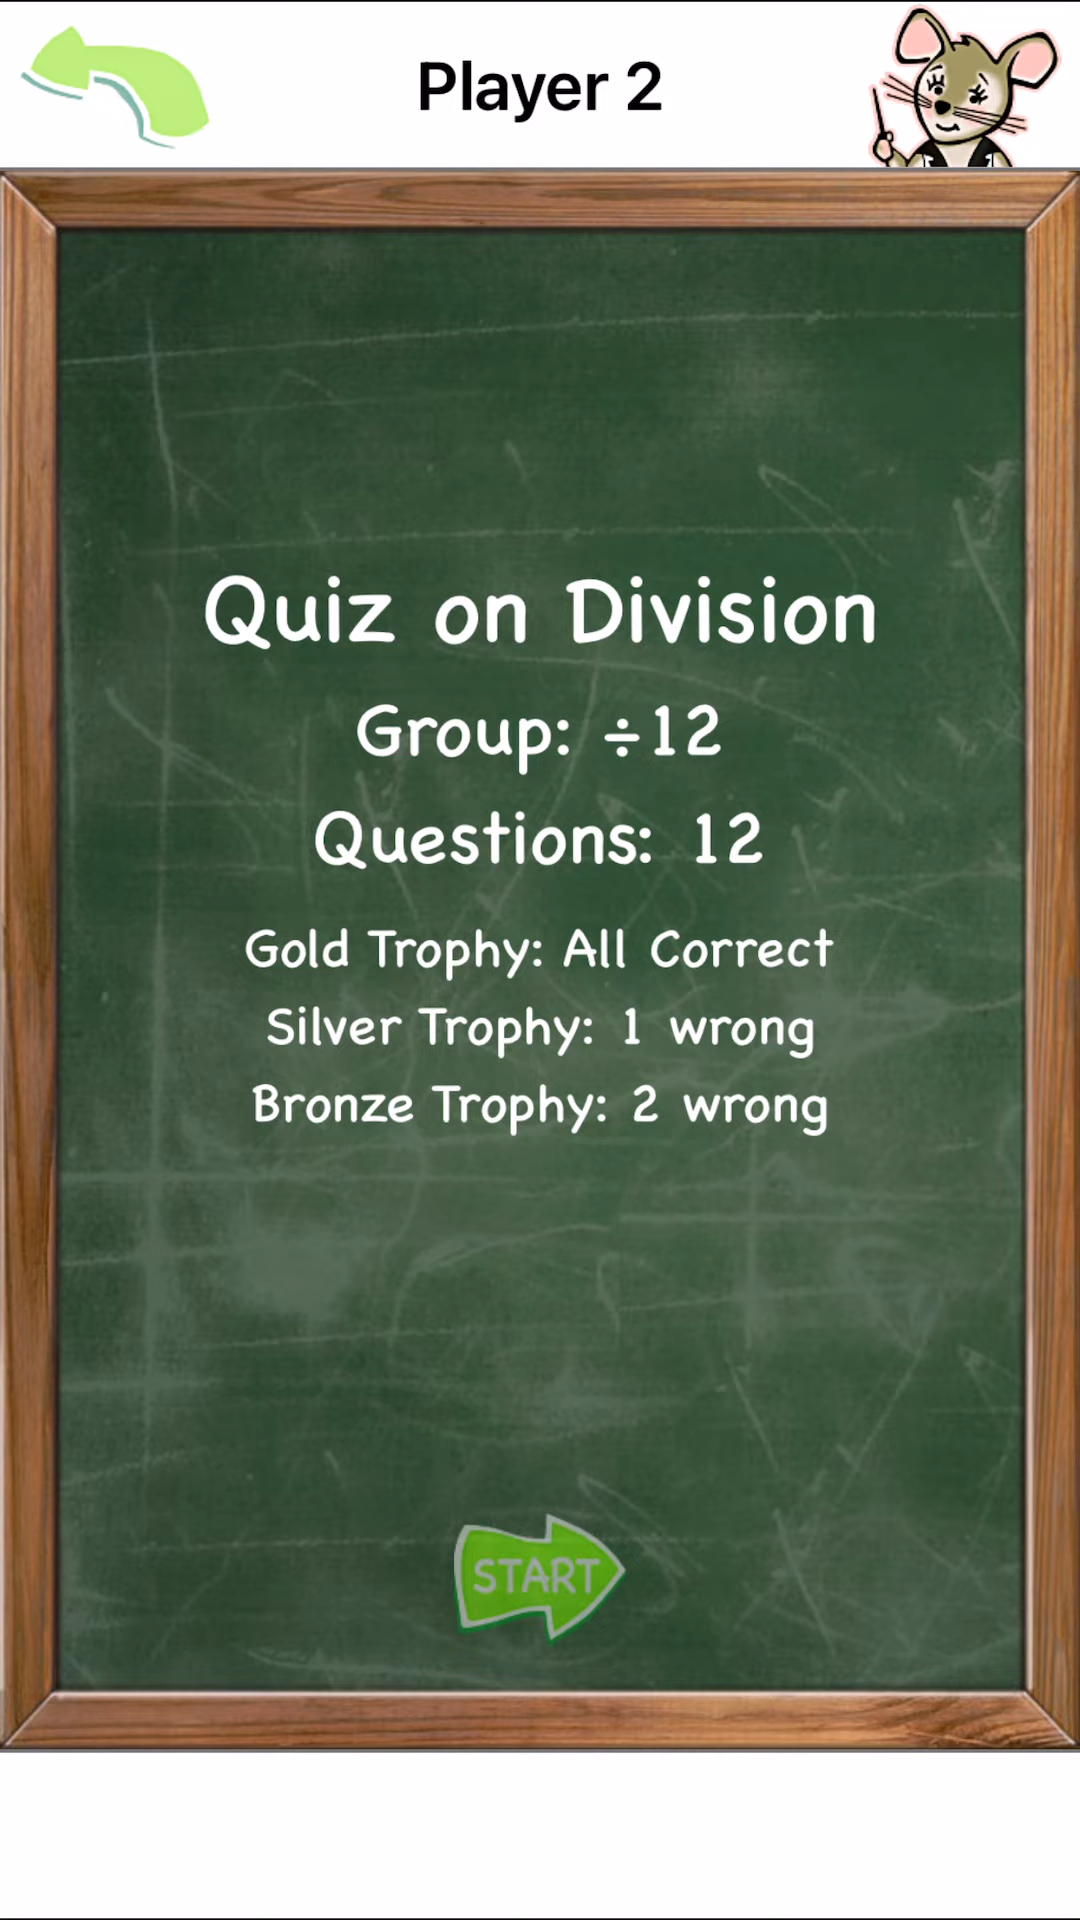 Player 2
Quiz on Division
Group: ÷12
Questions: 12
Gold Trophy: All Correct
Silver Trophy: 1 wrong
Bronze Trophy: 2 wrong
START